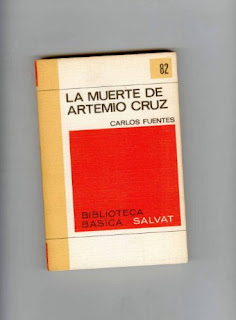 82
LA MUERTE DE
ARTEMIO CRUZ
CARLOS FUENTES
BIBLIOTECA
BASICA SALVAT